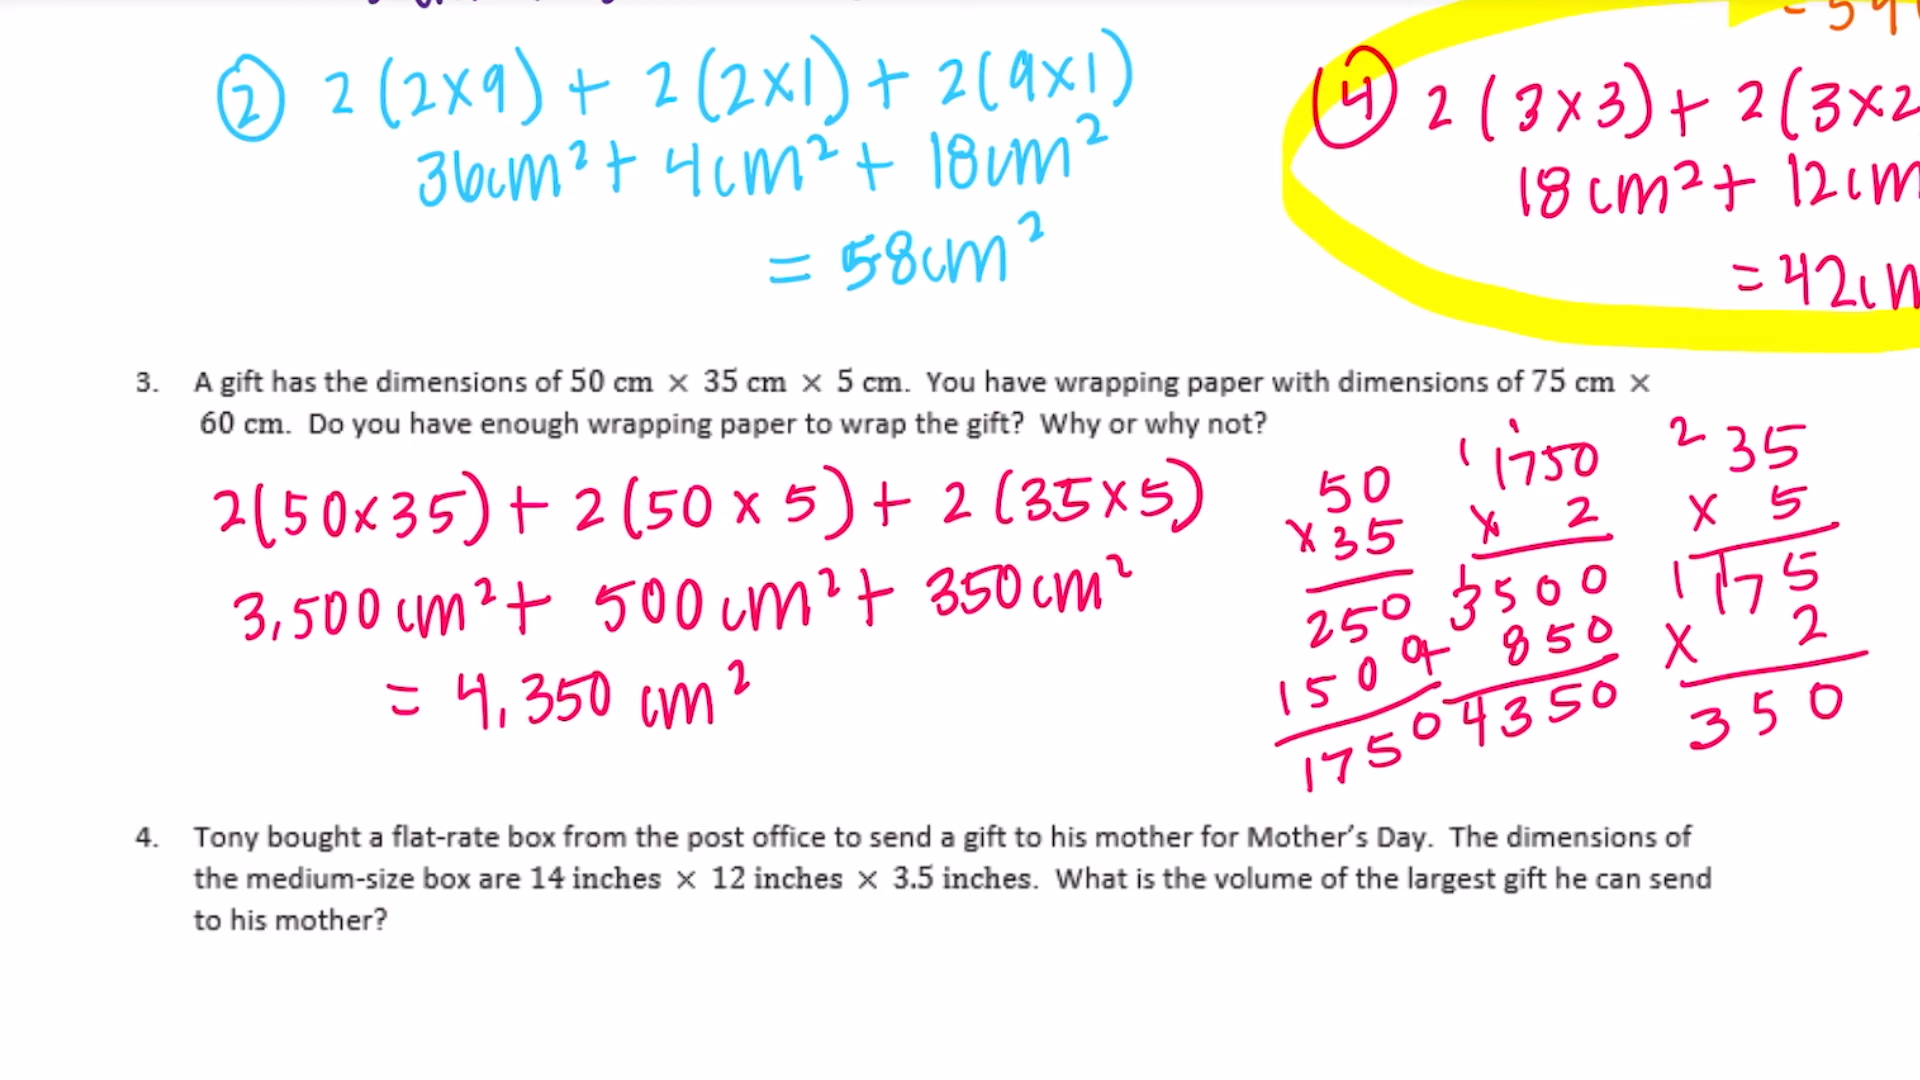 = 59
② 2(2×9) + 2(2×1) + 2(9×1)
36cm² + 4cm² + 18cm²
= 58cm²
④ 2(3×3) + 2(3×2
18cm² + 12cm
= 42cm
3. A gift has the dimensions of 50 cm × 35 cm × 5 cm. You have wrapping paper with dimensions of 75 cm ×
60 cm. Do you have enough wrapping paper to wrap the gift? Why or why not?
2(50×35) + 2(50×5) + 2(35×5)
3,500cm² + 500cm² + 350cm²
= 4,350 cm²
50
×35
250
150
1750
1 1
1750
× 2
1
3500
+ 850
4350
2
35
× 5
1
175
× 2
350
4. Tony bought a flat-rate box from the post office to send a gift to his mother for Mother's Day. The dimensions of
the medium-size box are 14 inches × 12 inches × 3.5 inches. What is the volume of the largest gift he can send
to his mother?